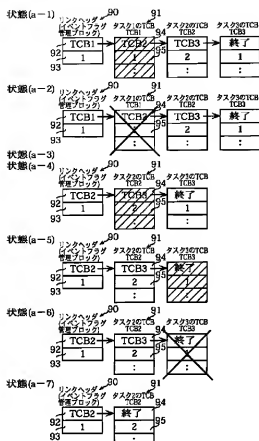 状態(a-1)
90
91
リンクヘッダ
(イベントフラグ
管理ブロック)
タスク1のTCB
TCB1
タスク2のTCB
TCB2
タスク3のTCB
TCB3
94
92
TCB1
TCB2
TCB3
終了
93
1
1
95
2
1
:
:
:
状態(a-2)
90
91
リンクヘッダ
(イベントフラグ
管理ブロック)
タスク1のTCB
TCB1
タスク2のTCB
TCB2
タスク3のTCB
TCB3
94
92
TCB1
TCB2
TCB3
終了
93
1
1
95
2
1
:
:
:
状態(a-3)
状態(a-4)
90
91
リンクヘッダ
(イベントフラグ
管理ブロック)
タスク2のTCB
TCB2
タスク3のTCB
TCB3
94
92
TCB2
TCB3
終了
93
1
2
95
1
:
:
状態(a-5)
90
91
リンクヘッダ
(イベントフラグ
管理ブロック)
タスク2のTCB
TCB2
タスク3のTCB
TCB3
94
92
TCB2
TCB3
終了
93
1
2
95
1
:
:
状態(a-6)
90
91
リンクヘッダ
(イベントフラグ
管理ブロック)
タスク2のTCB
TCB2
タスク3のTCB
TCB3
94
92
TCB2
TCB3
終了
93
1
2
95
:
:
状態(a-7)
90
91
リンクヘッダ
(イベントフラグ
管理ブロック)
タスク2のTCB
TCB2
94
92
TCB2
終了
93
1
2
95
: